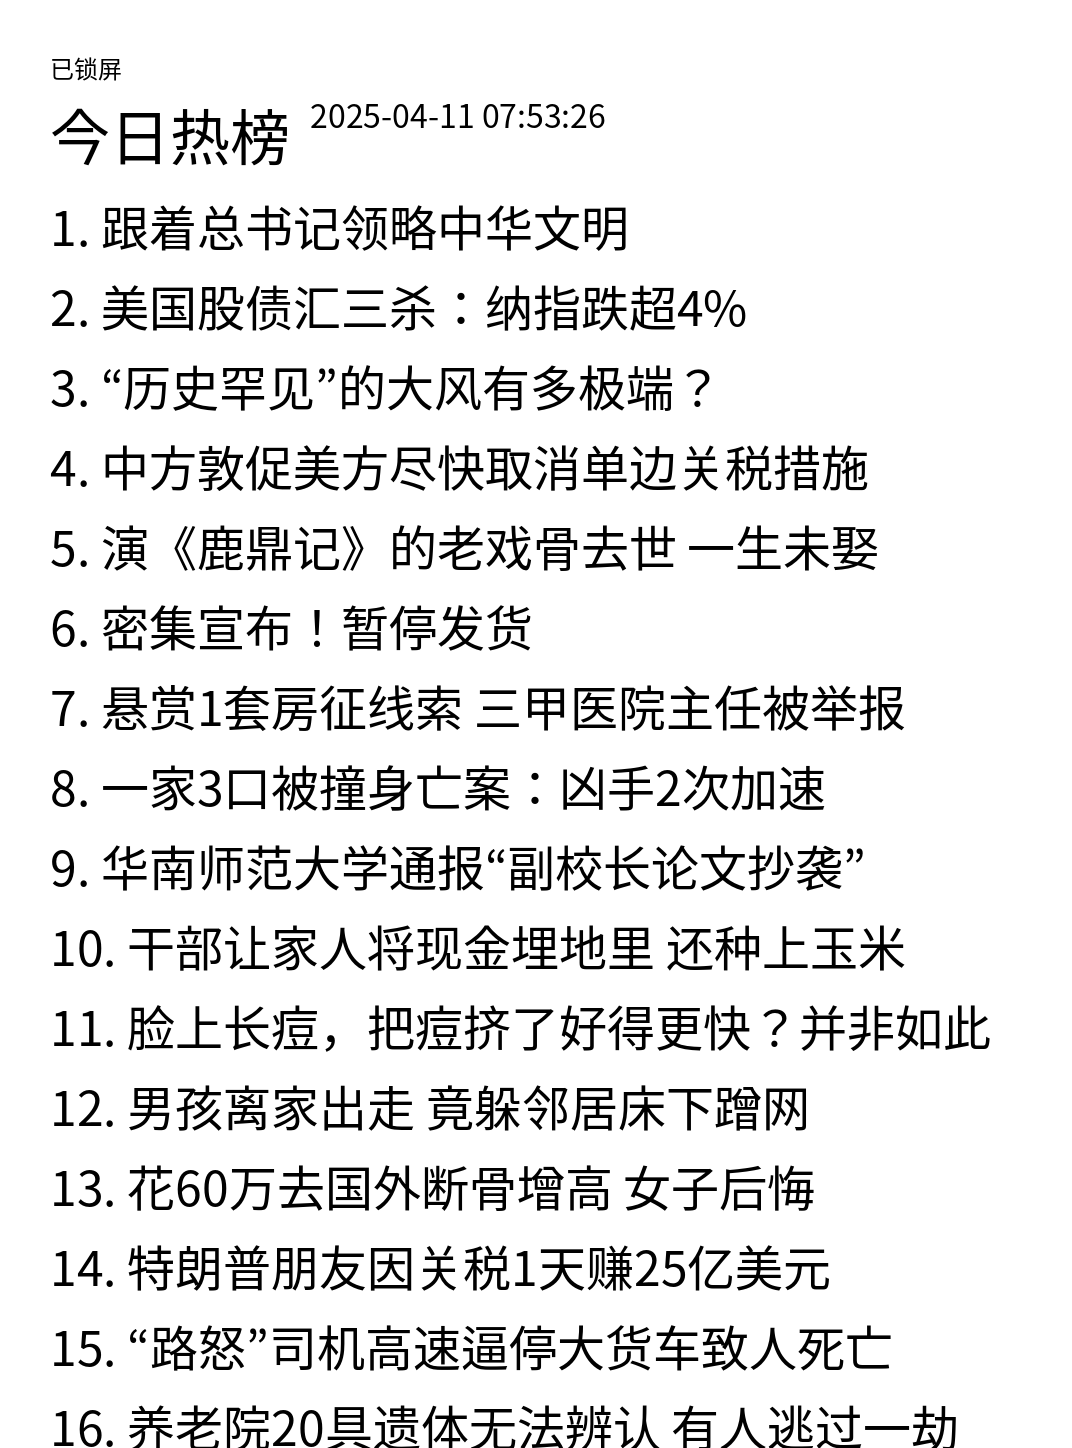 已锁屏
今日热榜 2025-04-11 07:53:26
1. 跟着总书记领略中华文明
2. 美国股债汇三杀：纳指跌超4%
3. “历史罕见”的大风有多极端？
4. 中方敦促美方尽快取消单边关税措施
5. 演《鹿鼎记》的老戏骨去世 一生未娶
6. 密集宣布！暂停发货
7. 悬赏1套房征线索 三甲医院主任被举报
8. 一家3口被撞身亡案：凶手2次加速
9. 华南师范大学通报“副校长论文抄袭”
10. 干部让家人将现金埋地里 还种上玉米
11. 脸上长痘，把痘挤了好得更快？并非如此
12. 男孩离家出走 竟躲邻居床下蹭网
13. 花60万去国外断骨增高 女子后悔
14. 特朗普朋友因关税1天赚25亿美元
15. “路怒”司机高速逼停大货车致人死亡
16. 养老院20具遗体无法辨认 有人逃过一劫